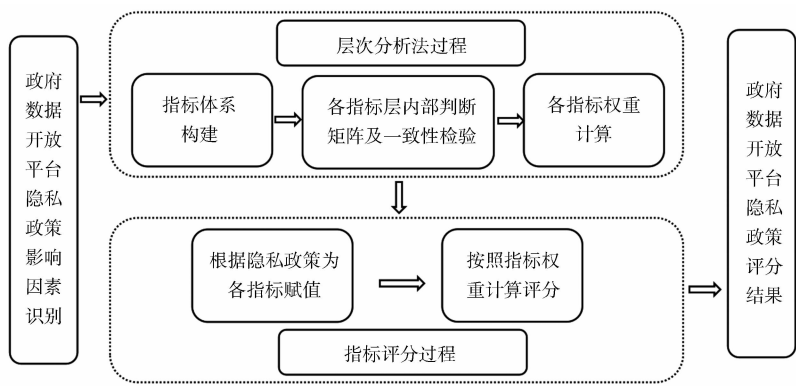 政府
数据
开放
平台
隐私
政策
影响
因素
识别
层次分析法过程
指标体系
构建
各指标层内部判断
矩阵及一致性检验
各指标权重
计算
根据隐私政策为
各指标赋值
按照指标权
重计算评分
指标评分过程
政府
数据
开放
平台
隐私
政策
评分
结果